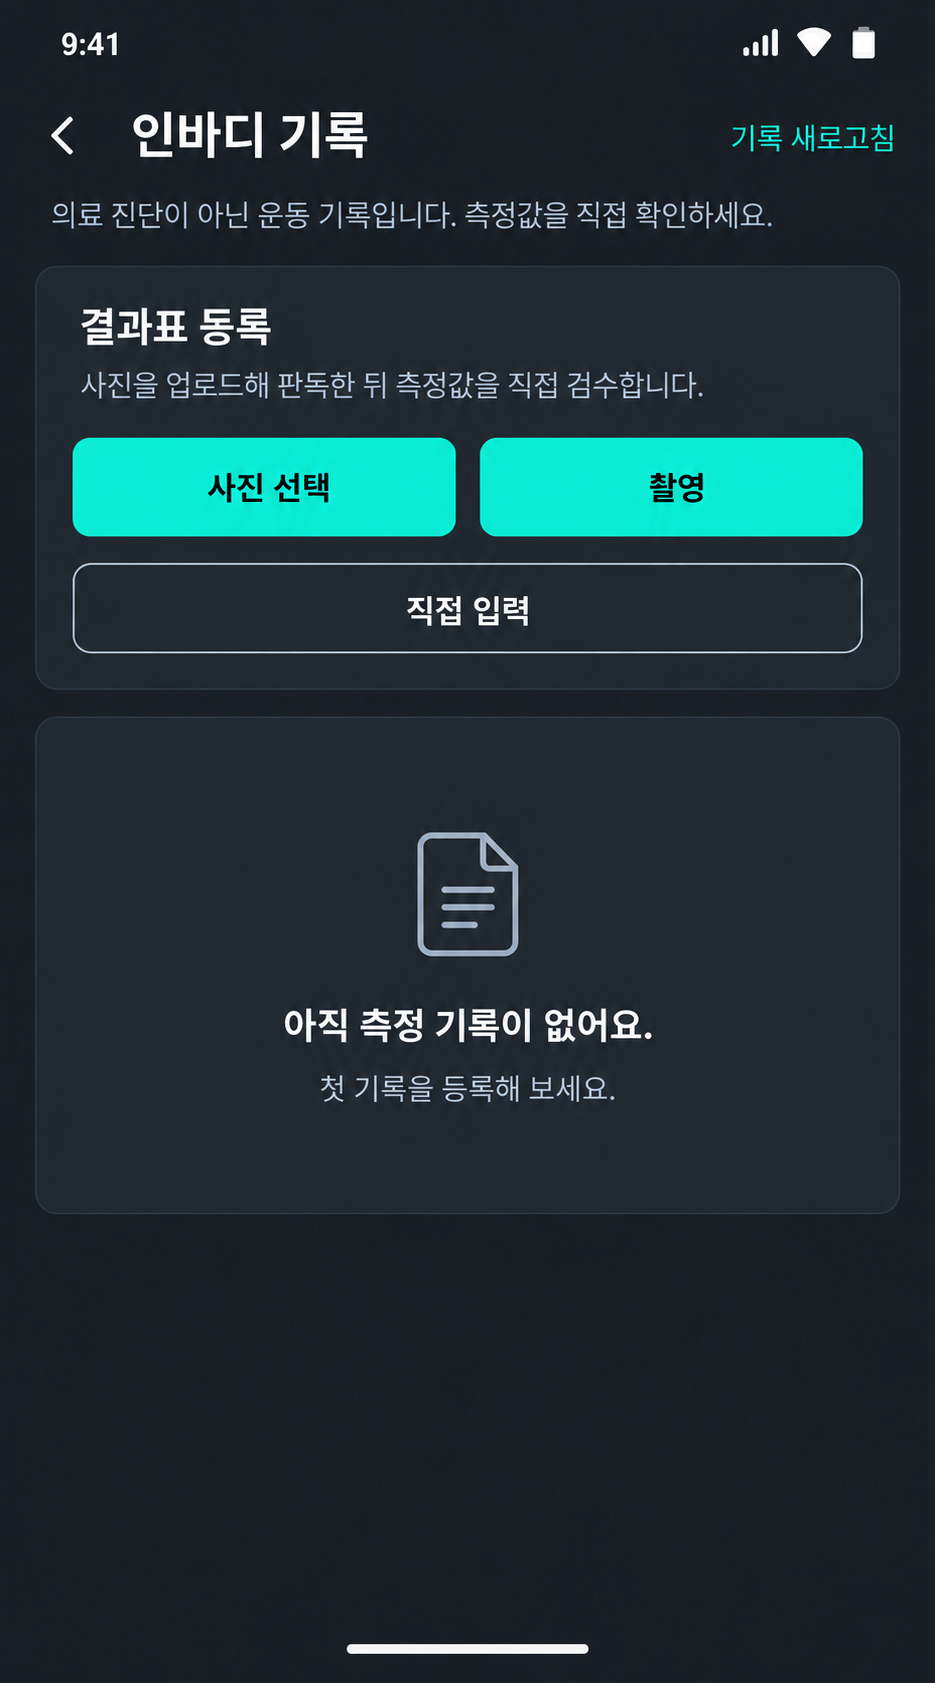 9:41
인바디 기록
기록 새로고침
의료 진단이 아닌 운동 기록입니다. 측정값을 직접 확인하세요.
결과표 등록
사진을 업로드해 판독한 뒤 측정값을 직접 검수합니다.
사진 선택
촬영
직접 입력
아직 측정 기록이 없어요.
첫 기록을 등록해 보세요.